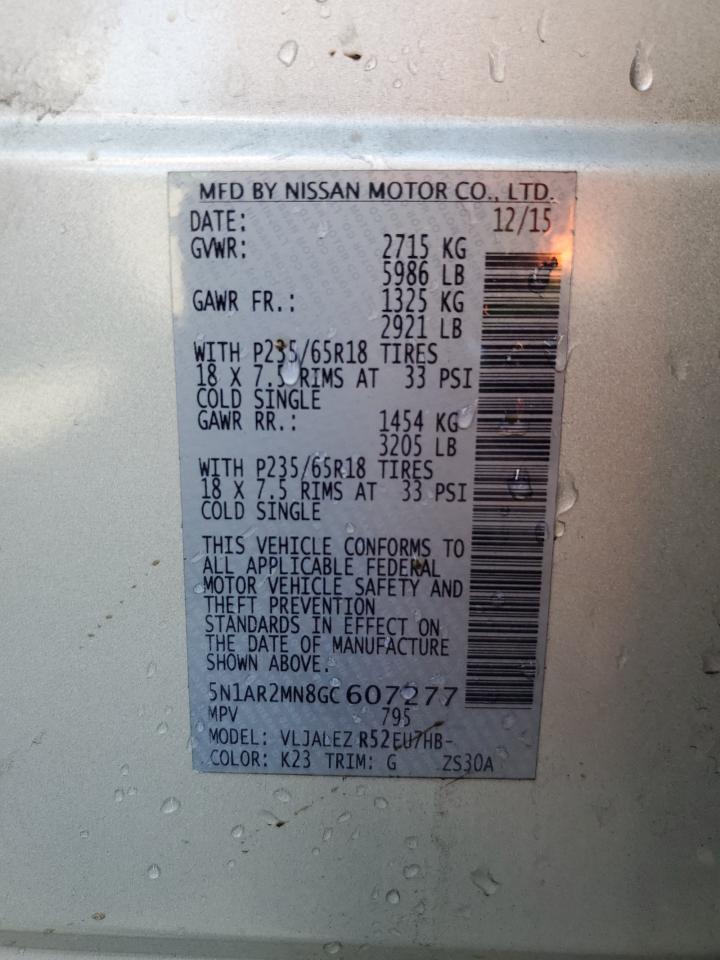 MFD BY NISSAN MOTOR CO., LTD.
DATE: 12/15
GVWR: 2715 KG
5986 LB
GAWR FR.: 1325 KG
2921 LB
WITH P235/65R18 TIRES
18 X 7.5 RIMS AT 33 PSI
COLD SINGLE
GAWR RR.: 1454 KG
3205 LB
WITH P235/65R18 TIRES
18 X 7.5 RIMS AT 33 PSI
COLD SINGLE
THIS VEHICLE CONFORMS TO
ALL APPLICABLE FEDERAL
MOTOR VEHICLE SAFETY AND
THEFT PREVENTION
STANDARDS IN EFFECT ON
THE DATE OF MANUFACTURE
SHOWN ABOVE.
5N1AR2MN8GC607277
MPV 795
MODEL: VLJALEZ R52EU7HB-
COLOR: K23 TRIM: G ZS30A